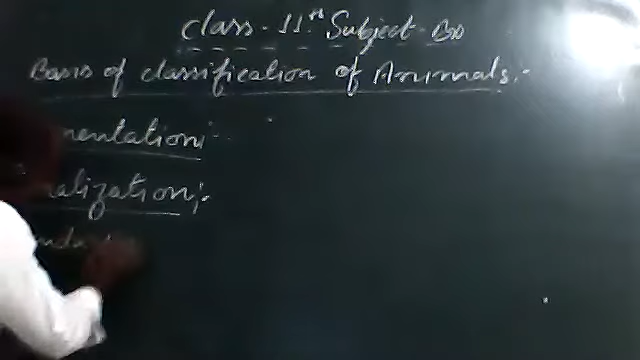 Class - 11th Subject - Bio
Basis of classification of Animals:-
mentation:-
alization:-